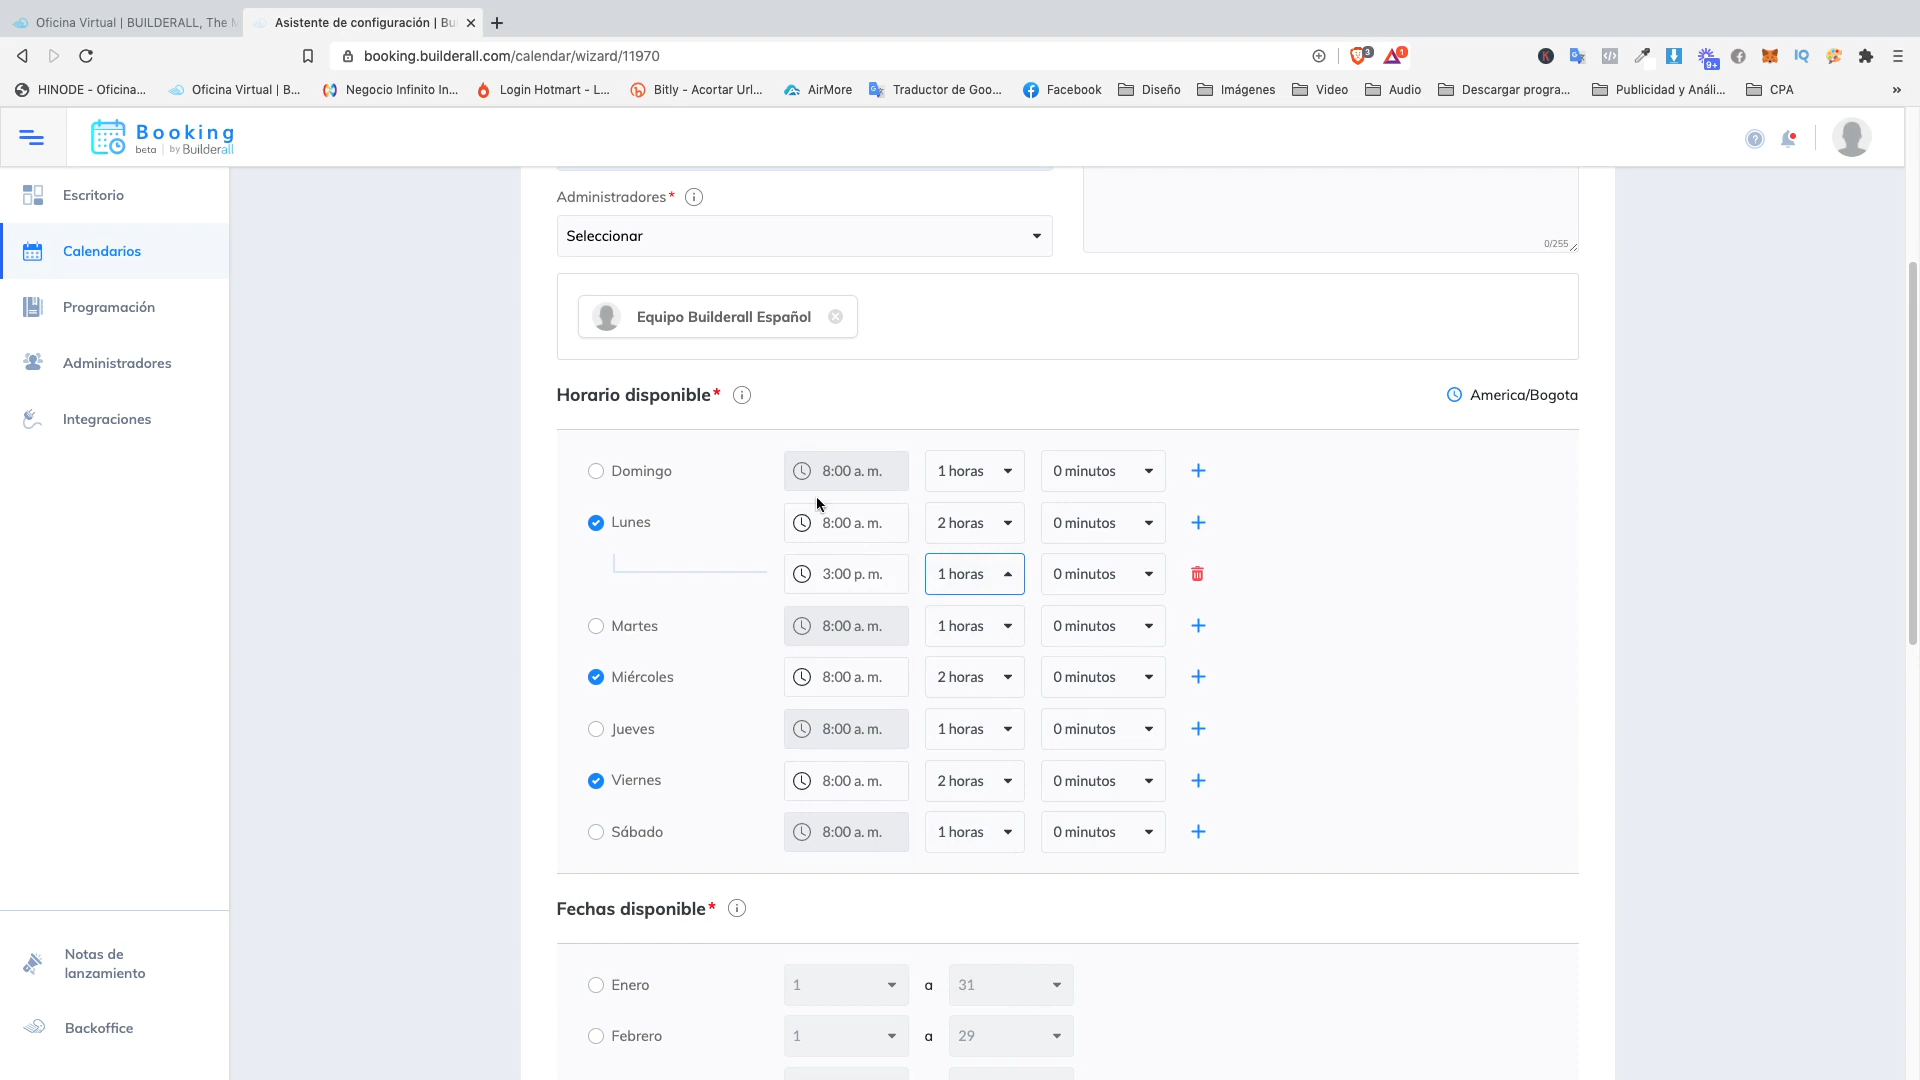 Oficina Virtual | BUILDERALL, The M
Asistente de configuración | Bu
booking.builderall.com/calendar/wizard/11970
3
1
9+
HINODE - Oficina...
Oficina Virtual | B...
Negocio Infinito In...
Login Hotmart - L...
Bitly - Acortar Url...
AirMore
Traductor de Goo...
Facebook
Diseño
Imágenes
Video
Audio
Descargar progra...
Publicidad y Análi...
CPA
»
Booking
beta | by Builderall
Escritorio
Calendarios
Programación
Administradores
Integraciones
Notas de
lanzamiento
Backoffice
Administradores*
Seleccionar
0/255
Equipo Builderall Español
Horario disponible*
America/Bogota
Domingo 8:00 a. m. 1 horas 0 minutos +
Lunes 8:00 a. m. 2 horas 0 minutos +
3:00 p. m. 1 horas 0 minutos
Martes 8:00 a. m. 1 horas 0 minutos +
Miércoles 8:00 a. m. 2 horas 0 minutos +
Jueves 8:00 a. m. 1 horas 0 minutos +
Viernes 8:00 a. m. 2 horas 0 minutos +
Sábado 8:00 a. m. 1 horas 0 minutos +
Fechas disponible*
Enero 1 a 31
Febrero 1 a 29